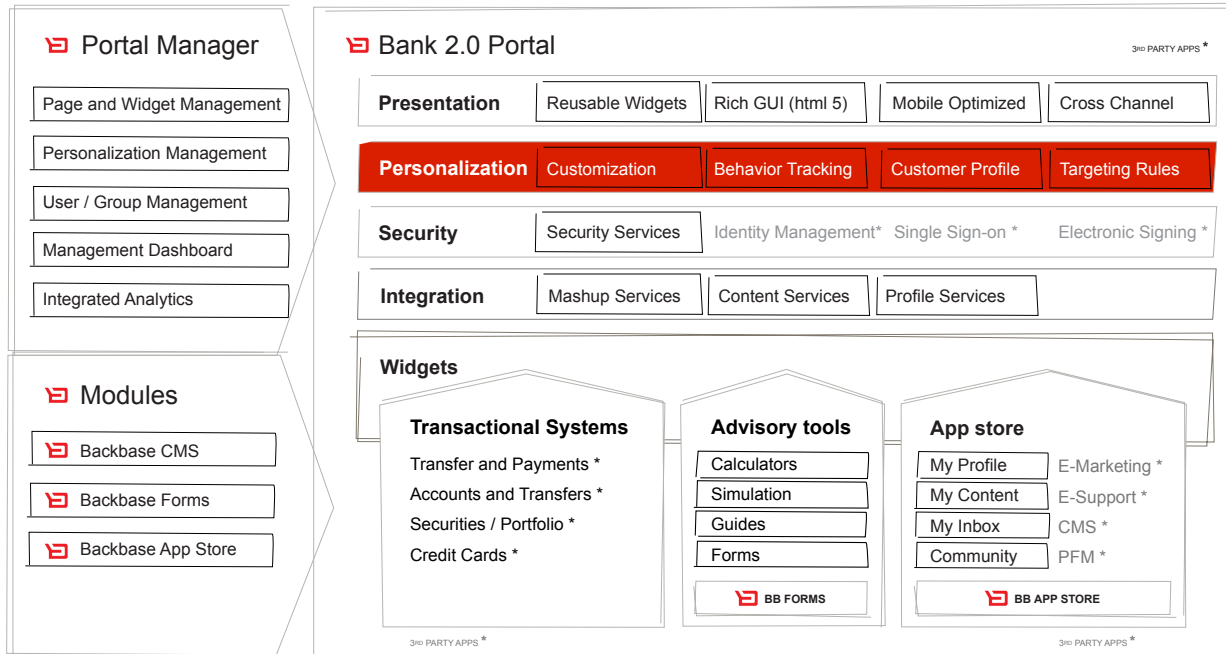 Portal Manager
Page and Widget Management
Personalization Management
User / Group Management
Management Dashboard
Integrated Analytics
Modules
Backbase CMS
Backbase Forms
Backbase App Store
Bank 2.0 Portal
3RD PARTY APPS *
Presentation
Reusable Widgets
Rich GUI (html 5)
Mobile Optimized
Cross Channel
Personalization
Customization
Behavior Tracking
Customer Profile
Targeting Rules
Security
Security Services
Identity Management*
Single Sign-on *
Electronic Signing *
Integration
Mashup Services
Content Services
Profile Services
Widgets
Transactional Systems
Transfer and Payments *
Accounts and Transfers *
Securities / Portfolio *
Credit Cards *
3RD PARTY APPS *
Advisory tools
Calculators
Simulation
Guides
Forms
BB FORMS
App store
My Profile
E-Marketing *
My Content
E-Support *
My Inbox
CMS *
Community
PFM *
BB APP STORE
3RD PARTY APPS *